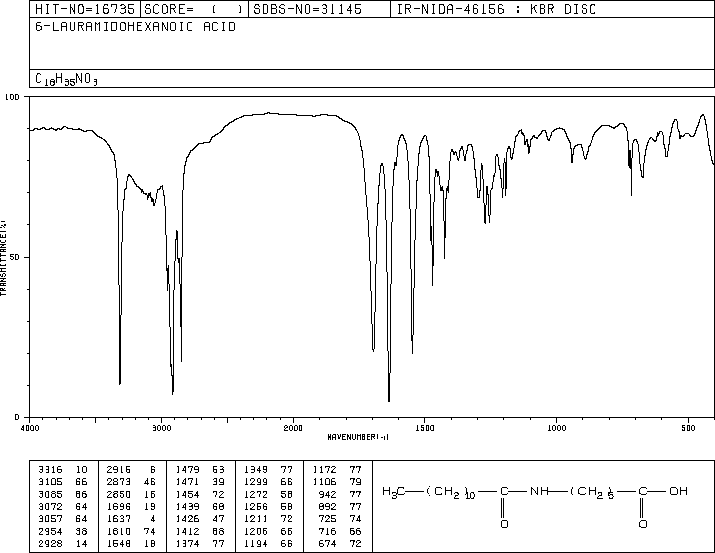 HIT-NO=16735 SCORE= ( ) SDBS-NO=31145 IR-NIDA-46156 : KBR DISC
6-LAURAMIDOHEXANOIC ACID
C18H35NO3
100
50
0
TRANSMITTANCE(%)
4000 3000 2000 1500 1000 500
WAVENUMBER(-1)
3316 10 2916 6 1479 63 1349 77 1172 77
3105 66 2873 46 1471 39 1299 66 1106 79
3085 66 2850 16 1454 72 1272 58 942 77
3072 64 1696 19 1439 68 1256 58 892 77
3057 64 1637 4 1426 47 1211 72 725 74
2954 38 1610 74 1412 68 1206 66 716 66
2928 14 1548 18 1374 77 1194 66 674 72
H3C—(CH2)10—C—NH—(CH2)5—C—OH
O O